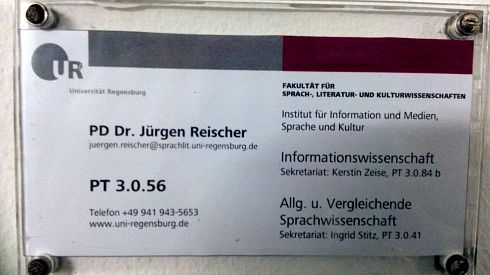 UR
Universität Regensburg
PD Dr. Jürgen Reischer
juergen.reischer@sprachlit.uni-regensburg.de
PT 3.0.56
Telefon +49 941 943-5653
www.uni-regensburg.de
FAKULTÄT FÜR
SPRACH-, LITERATUR- UND KULTURWISSENSCHAFTEN
Institut für Information und Medien,
Sprache und Kultur
Informationswissenschaft
Sekretariat: Kerstin Zeise, PT 3.0.84 b
Allg. u. Vergleichende
Sprachwissenschaft
Sekretariat: Ingrid Stitz, PT 3.0.41